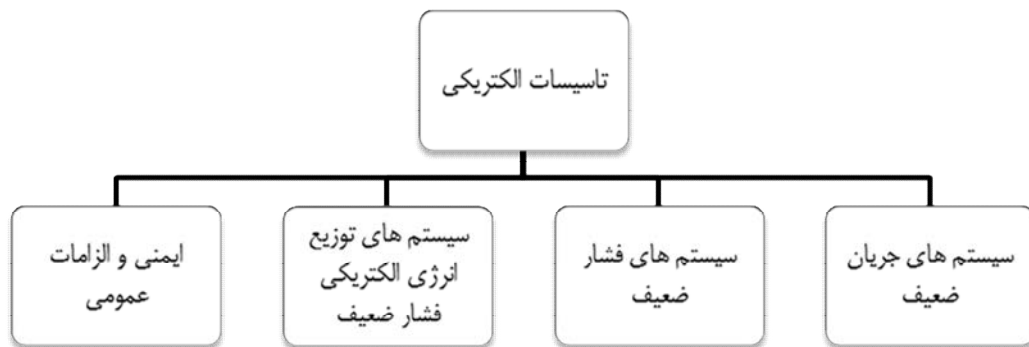 تاسیسات الکتریکی
سیستم های جریان
ضعیف
سیستم های فشار
ضعیف
سیستم های توزیع
انرژی الکتریکی
فشار ضعیف
ایمنی و الزامات
عمومی